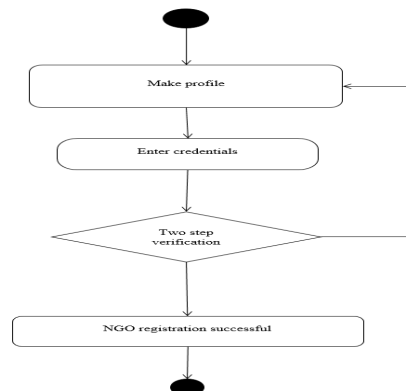 Make profile
Enter credentials
Two step
verification
NGO registration successful